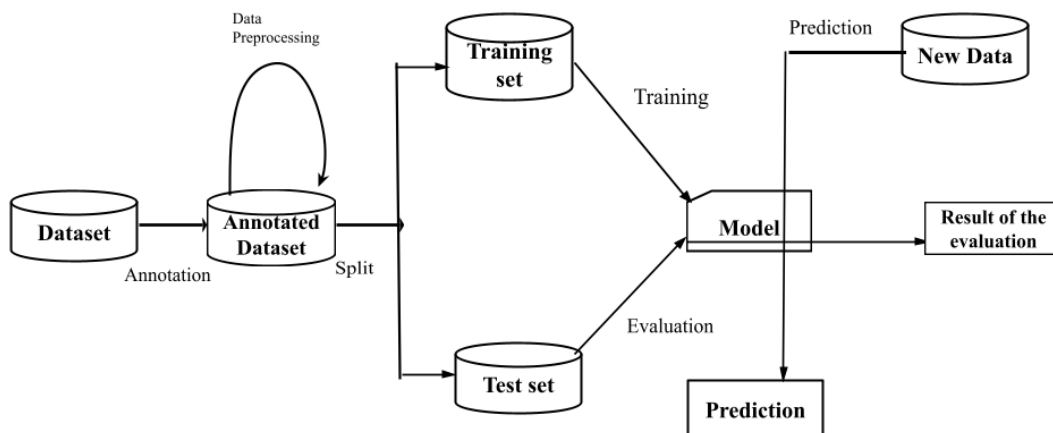 Data
Preprocessing
Training
set
Prediction
New Data
Training
Dataset
Annotated
Dataset
Annotation
Split
Model
Result of the
evaluation
Evaluation
Test set
Prediction